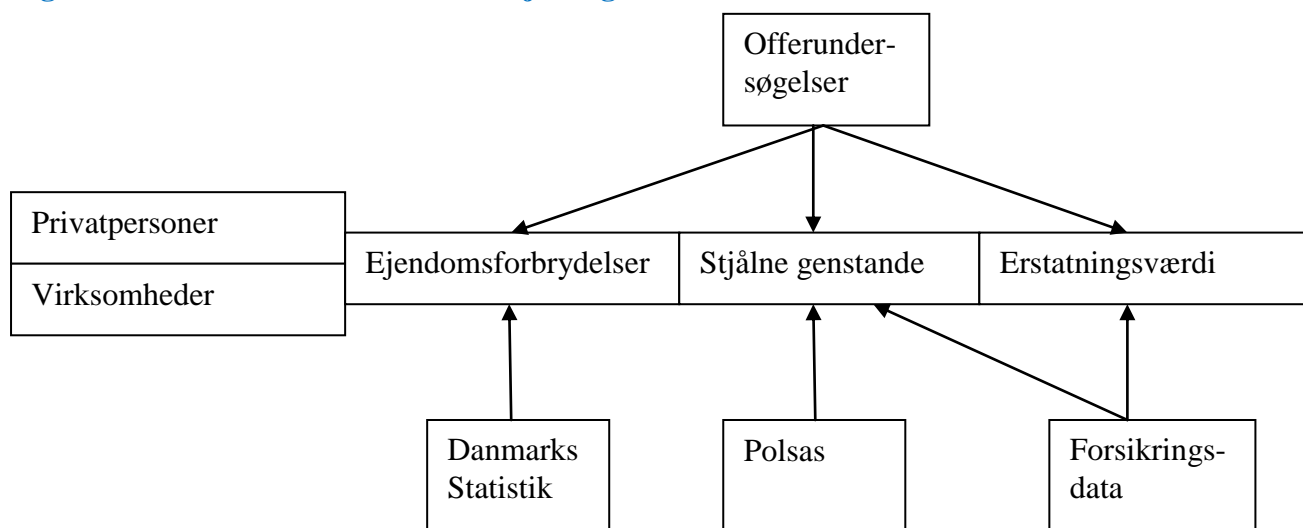 Offerunder-
søgelser
Privatpersoner
Virksomheder
Ejendomsforbrydelser
Stjålne genstande
Erstatningsværdi
Danmarks
Statistik
Polsas
Forsikrings-
data